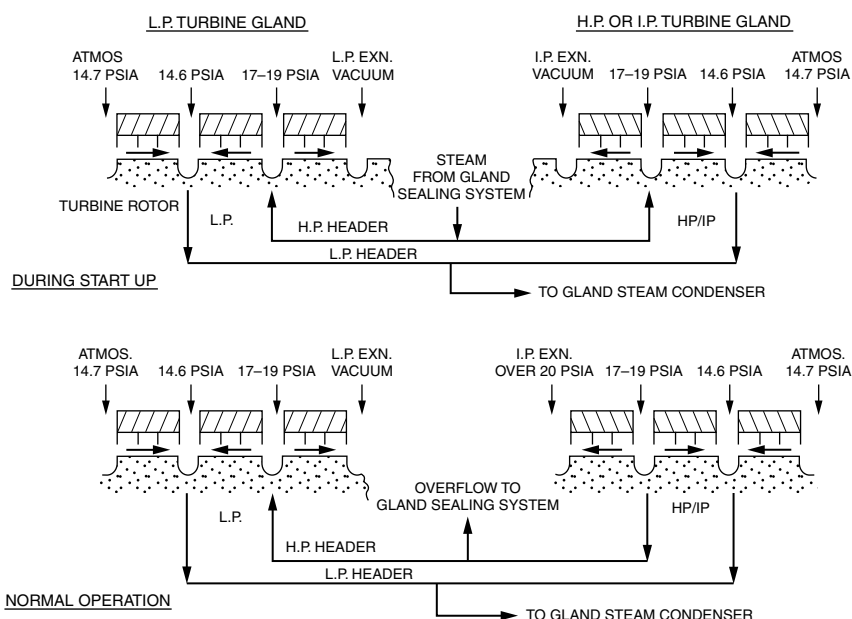 L.P. TURBINE GLAND
H.P. OR I.P. TURBINE GLAND
ATMOS
14.7 PSIA
14.6 PSIA
17–19 PSIA
L.P. EXN.
VACUUM
I.P. EXN.
VACUUM
17–19 PSIA
14.6 PSIA
ATMOS
14.7 PSIA
STEAM
FROM GLAND
SEALING SYSTEM
TURBINE ROTOR
L.P.
H.P. HEADER
HP/IP
L.P. HEADER
DURING START UP
TO GLAND STEAM CONDENSER
ATMOS.
14.7 PSIA
14.6 PSIA
17–19 PSIA
L.P. EXN.
VACUUM
I.P. EXN.
OVER 20 PSIA
17–19 PSIA
14.6 PSIA
ATMOS.
14.7 PSIA
OVERFLOW TO
GLAND SEALING SYSTEM
L.P.
HP/IP
H.P. HEADER
L.P. HEADER
NORMAL OPERATION
TO GLAND STEAM CONDENSER